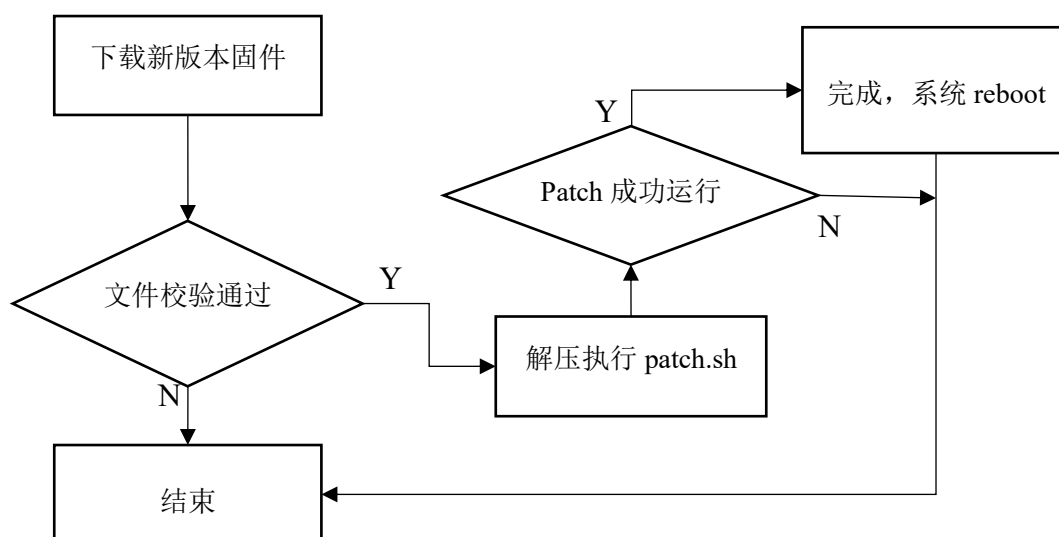 下载新版本固件
文件校验通过
Y
N
解压执行 patch.sh
Patch 成功运行
Y
N
完成，系统 reboot
结束